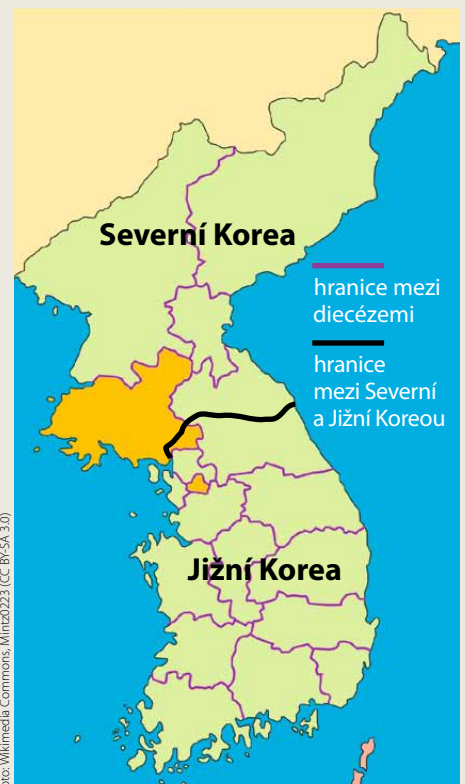 Severní Korea
hranice mezi
diecézemi
hranice
mezi Severní
a Jižní Koreou
Jižní Korea
Wikimedia Commons, Mintz0223 (CC BY-SA 3.0)